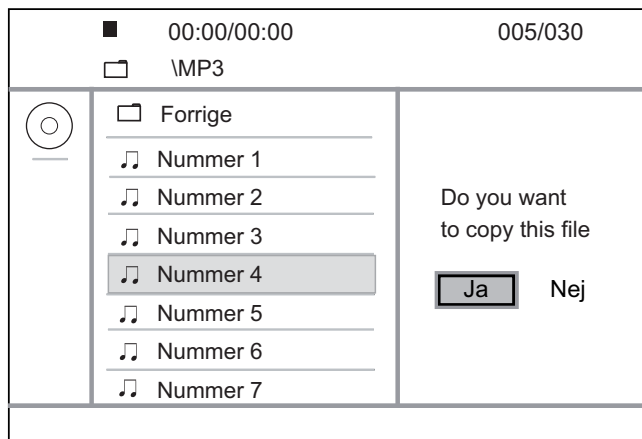 00:00/00:00 005/030
\MP3
Forrige
Nummer 1
Nummer 2
Nummer 3
Nummer 4
Nummer 5
Nummer 6
Nummer 7
Do you want
to copy this file
Ja Nej